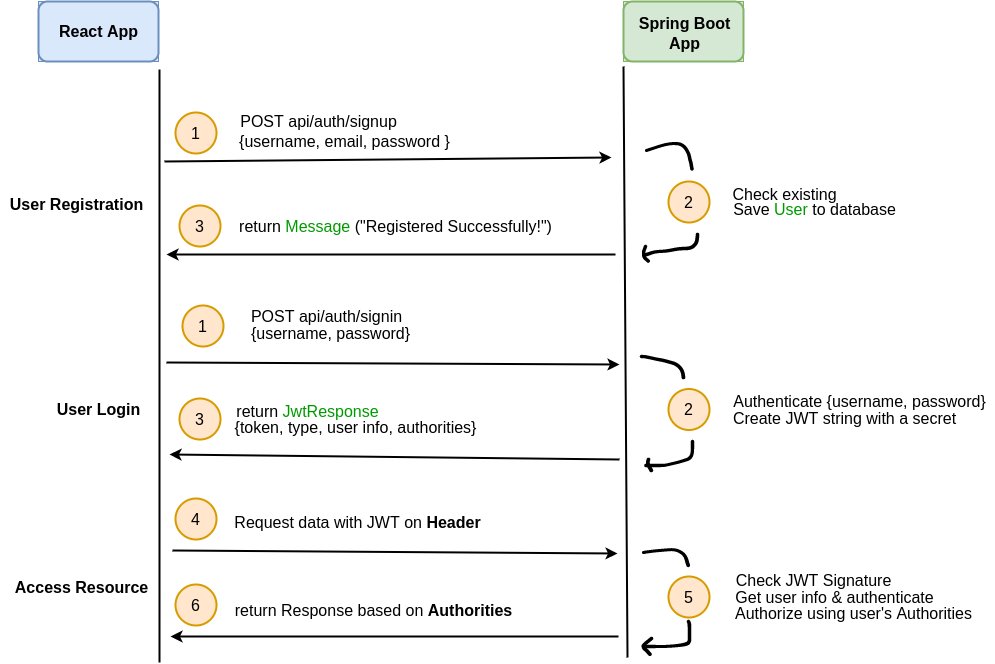 React App
Spring Boot
App
1
POST api/auth/signup
{username, email, password }
User Registration
2
Check existing
Save User to database
3
return Message ("Registered Successfully!")
1
POST api/auth/signin
{username, password}
User Login
2
Authenticate {username, password}
Create JWT string with a secret
3
return JwtResponse
{token, type, user info, authorities}
4
Request data with JWT on Header
Access Resource
5
Check JWT Signature
Get user info & authenticate
Authorize using user's Authorities
6
return Response based on Authorities